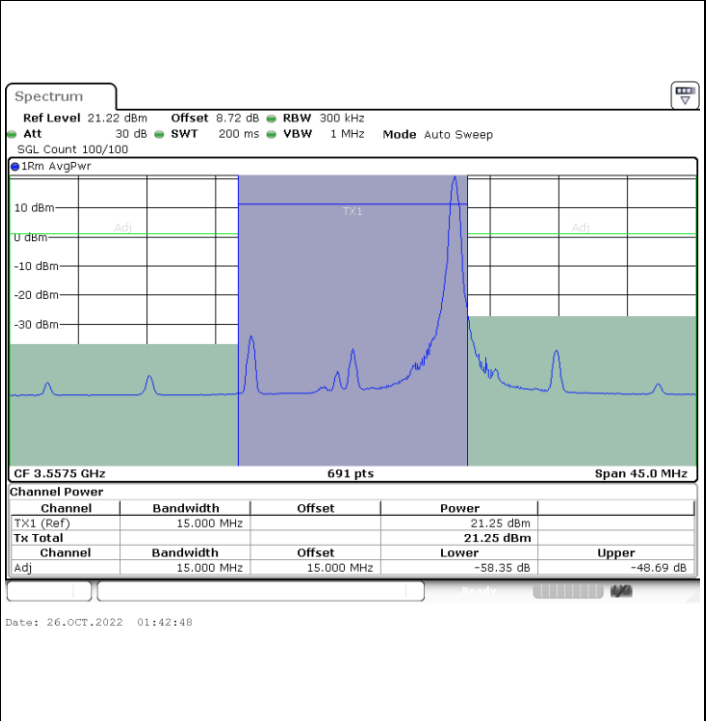 Spectrum
Ref Level 21.22 dBm Offset 8.72 dB RBW 300 kHz
Att 30 dB SWT 200 ms VBW 1 MHz Mode Auto Sweep
SGL Count 100/100
1Rm AvgPwr
10 dBm
TX1
Adj Adj
0 dBm
-10 dBm
-20 dBm
-30 dBm
CF 3.5575 GHz 691 pts Span 45.0 MHz
Channel Power
Channel Bandwidth Offset Power
TX1 (Ref) 15.000 MHz 21.25 dBm
Tx Total 21.25 dBm
Channel Bandwidth Offset Lower Upper
Adj 15.000 MHz 15.000 MHz -58.35 dB -48.69 dB
Ready
Date: 26.OCT.2022 01:42:48